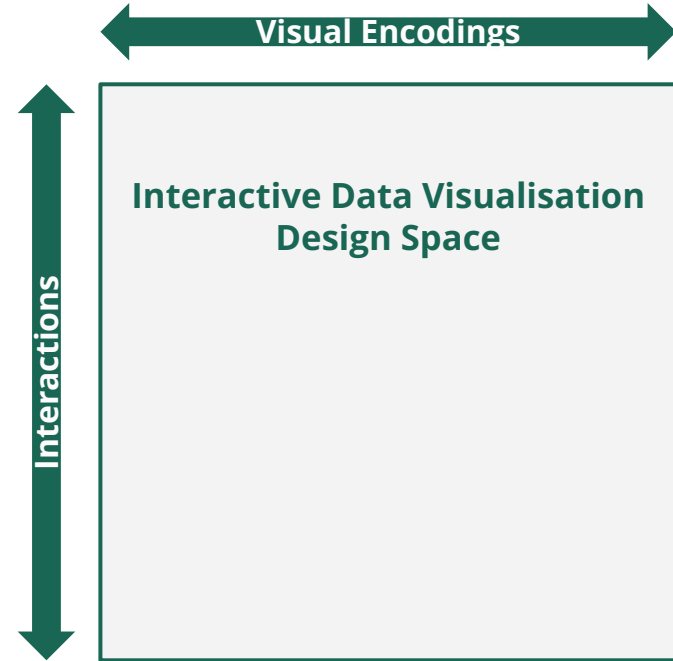 Visual Encodings
Interactive Data Visualisation
Design Space
Interactions